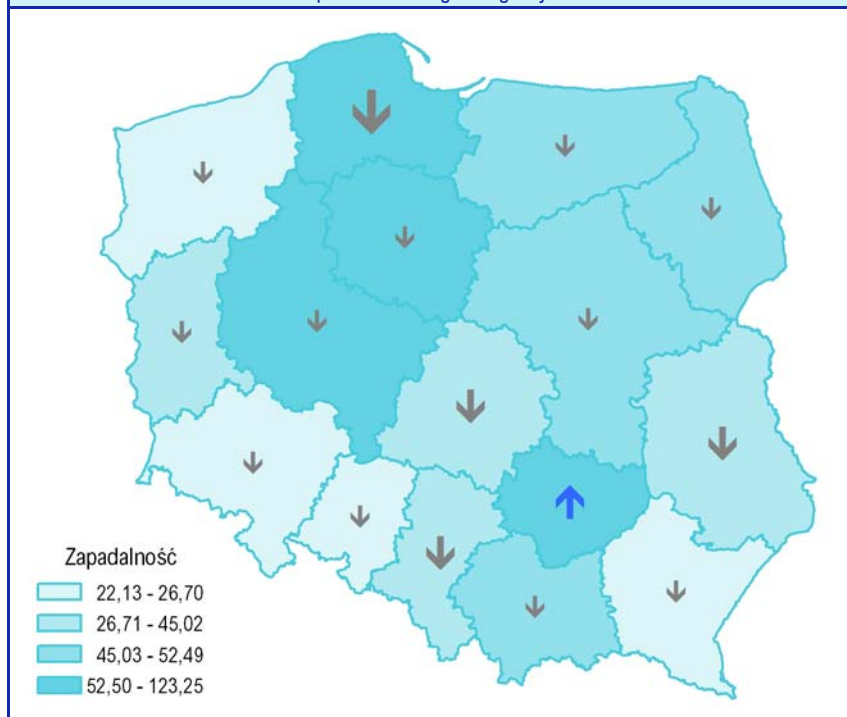 Zapadalność
22,13 - 26,70
26,71 - 45,02
45,03 - 52,49
52,50 - 123,25